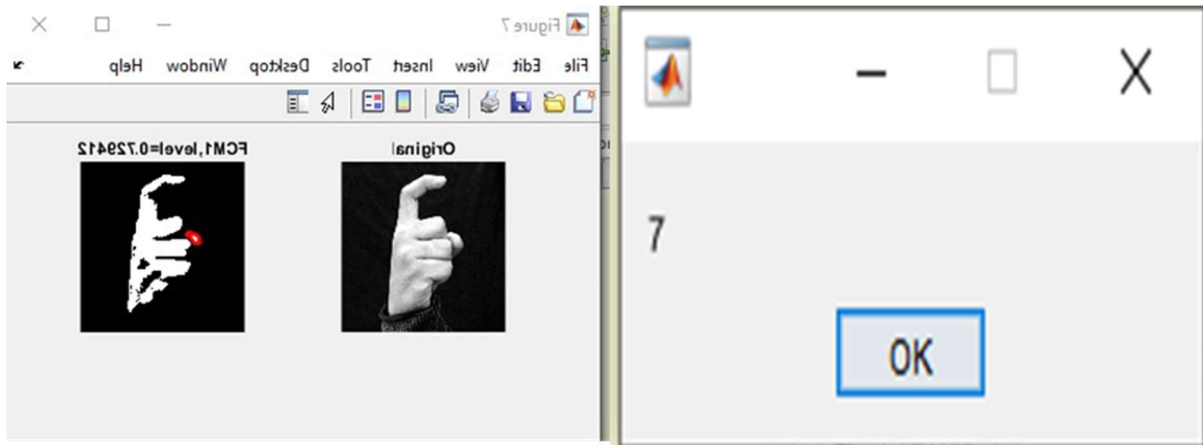 Figure 7
File Edit View Insert Tools Desktop Window Help
Original
FCM1,level=0.729412
7
OK